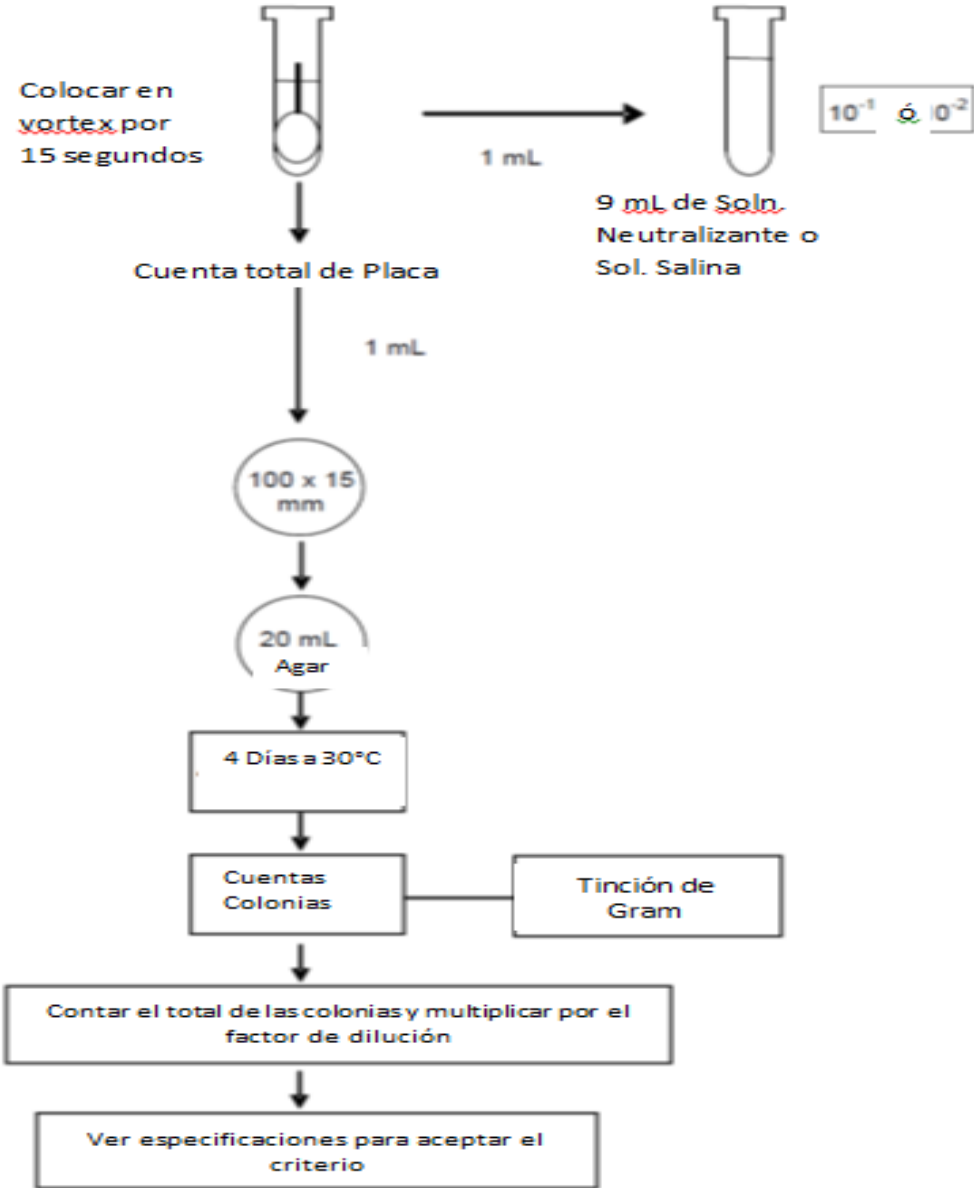 Colocar en
vortex por
15 segundos
1 mL
10⁻¹ ó 10⁻²
9 mL de Soln.
Neutralizante o
Sol. Salina
Cuenta total de Placa
1 mL
100 x 15
mm
20 mL
Agar
4 Días a 30°C
Cuentas
Colonias
Tinción de
Gram
Contar el total de las colonias y multiplicar por el
factor de dilución
Ver especificaciones para aceptar el
criterio